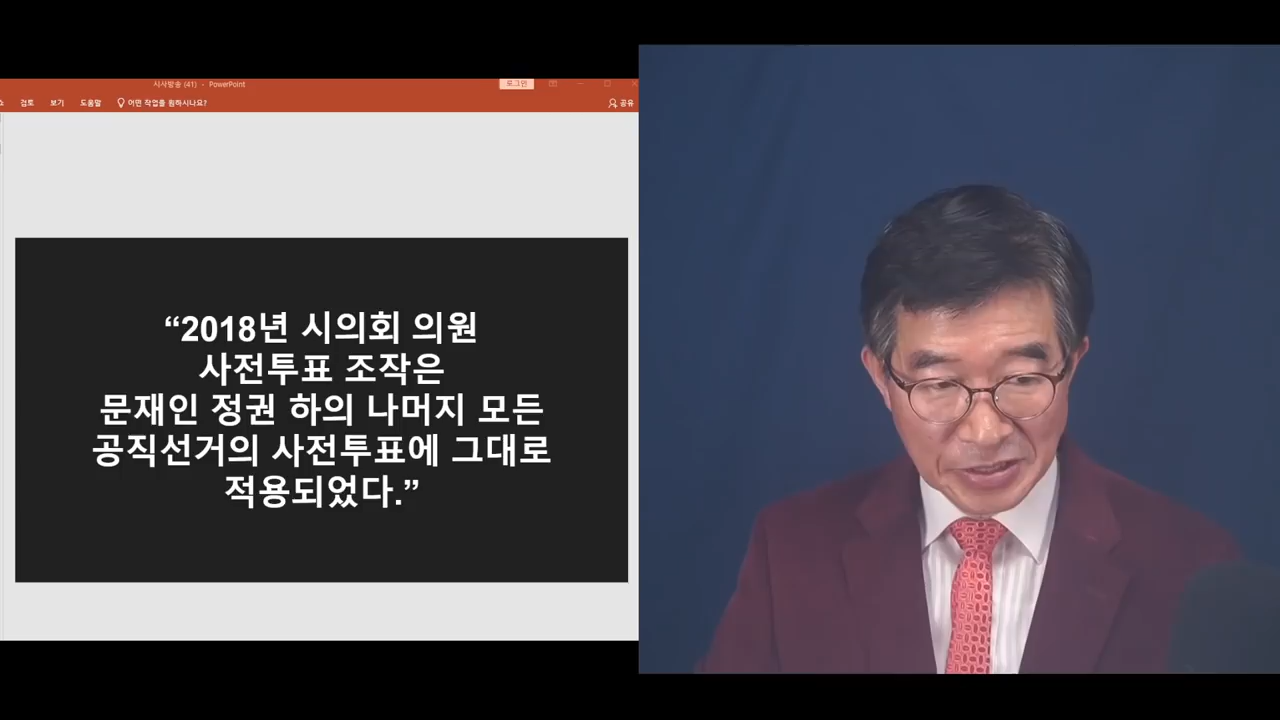 시사방송 (41) - PowerPoint
로그인
쇼 검토 보기 도움말 어떤 작업을 원하시나요? 공유
“2018년 시의회 의원
사전투표 조작은
문재인 정권 하의 나머지 모든
공직선거의 사전투표에 그대로
적용되었다.”